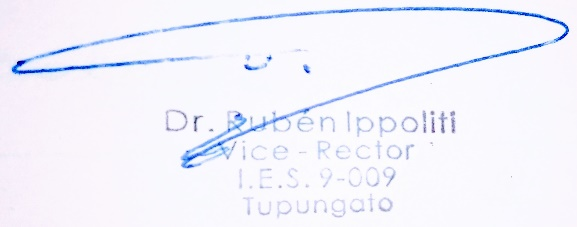 Dr. Rubén Ippoliti
Vice-Rector
I.E.S. 9-009
Tupungato